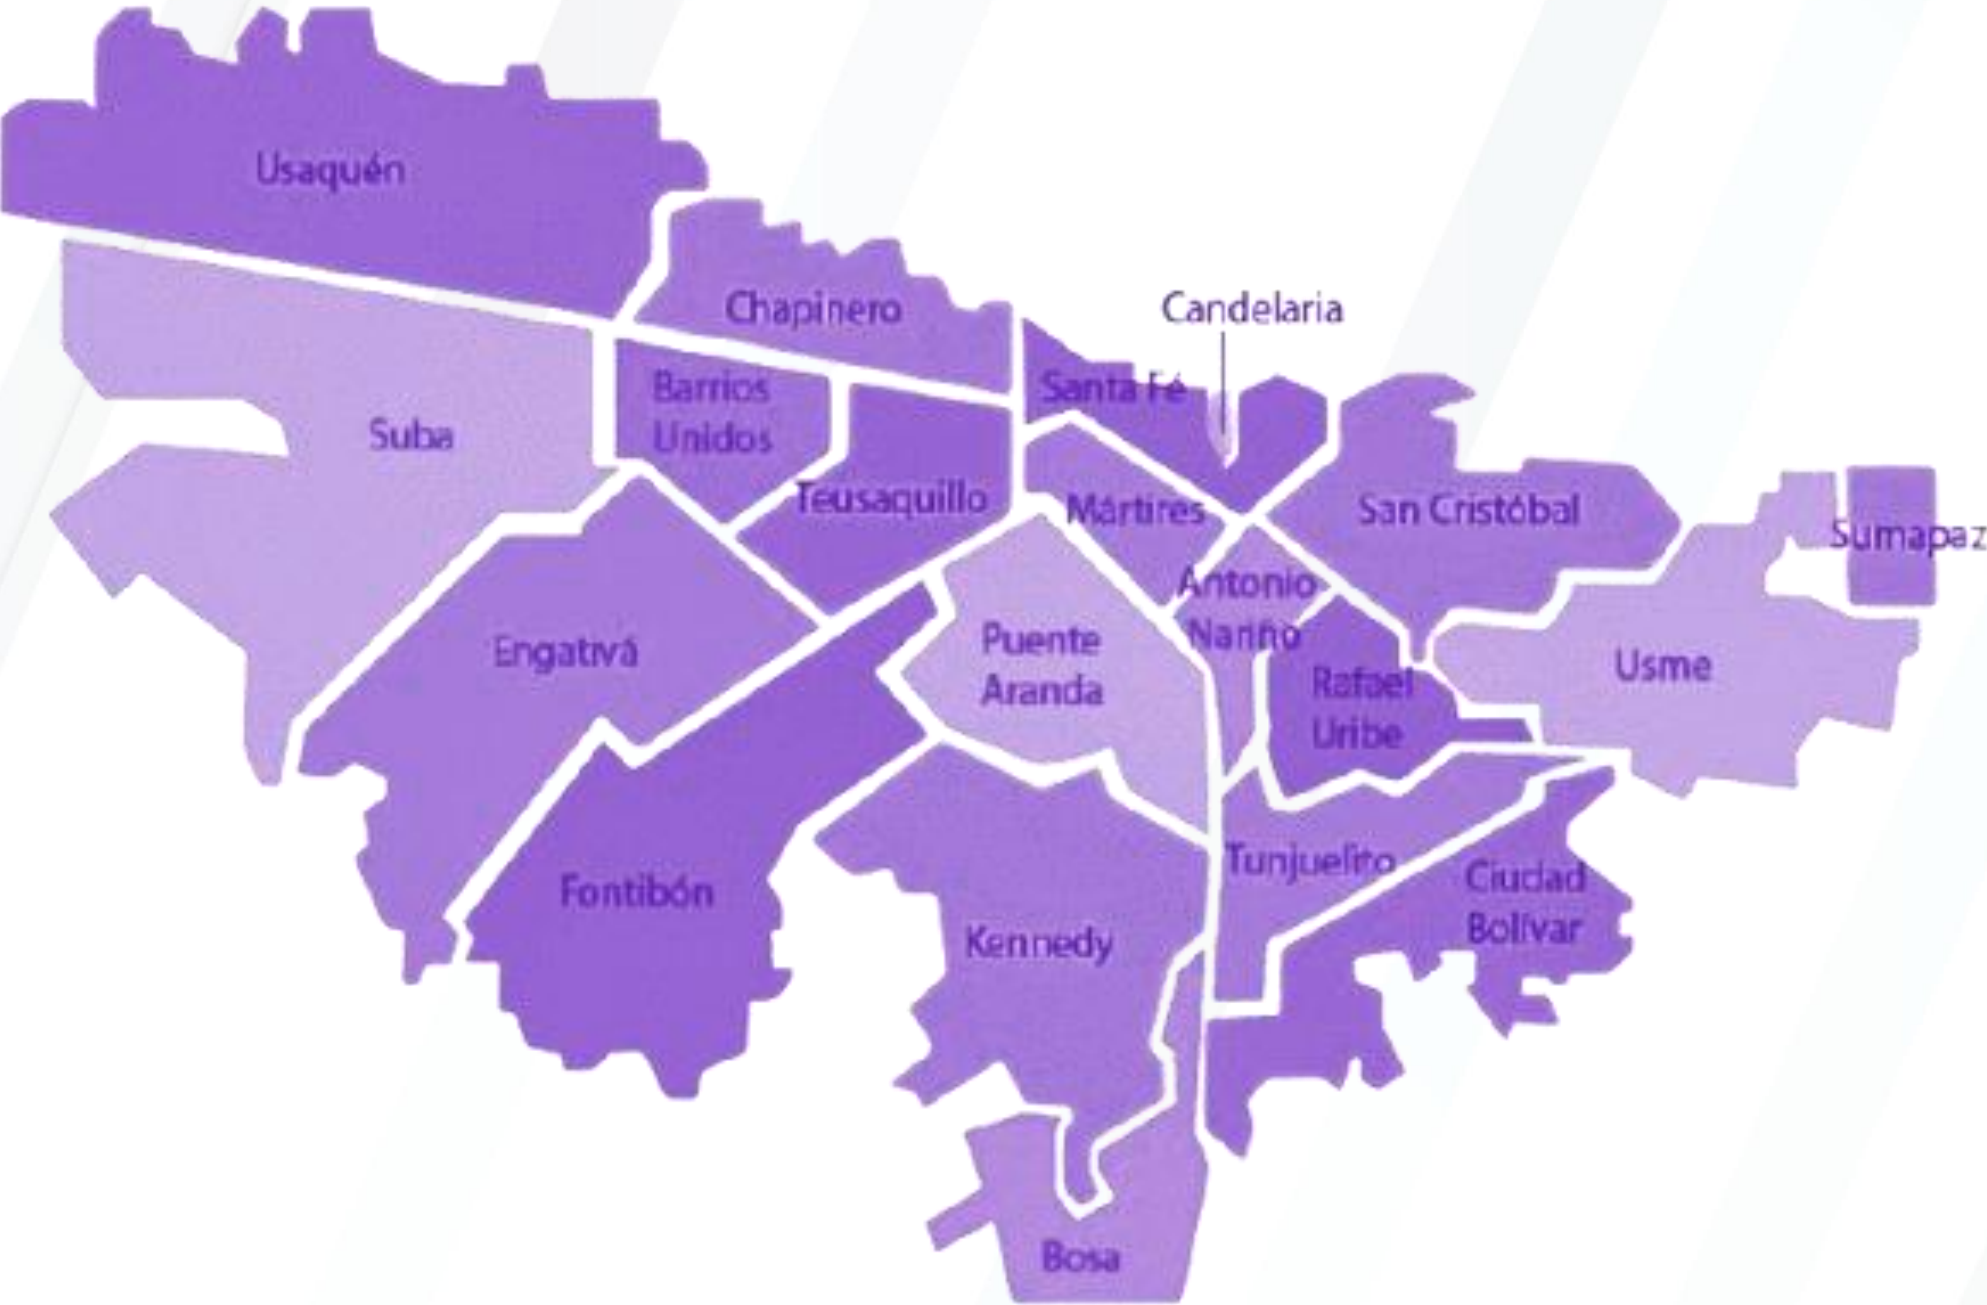 Usaquén
Chapinero
Candelaria
Barrios
Unidos
Santa Fé
Suba
Teusaquillo
Mártires
San Cristóbal
Sumapaz
Antonio
Nariño
Engativá
Puente
Aranda
Rafael
Uribe
Usme
Fontibón
Tunjuelito
Ciudad
Bolívar
Kennedy
Bosa